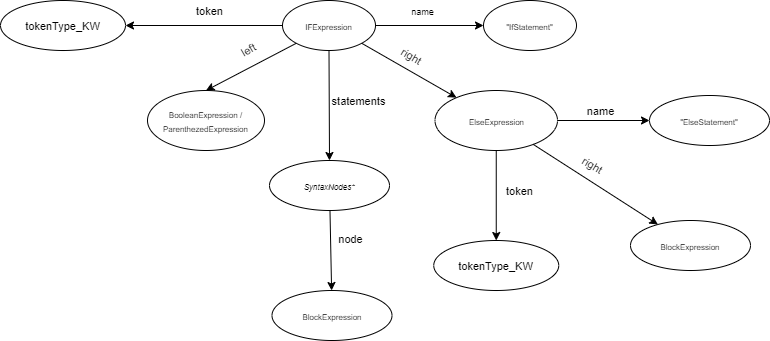 token
name
tokenType_KW
IFExpression
"IfStatement"
left
right
statements
BooleanExpression /
ParenthezedExpression
ElseExpression
name
"ElseStatement"
right
SyntaxNodes*
token
node
BlockExpression
tokenType_KW
BlockExpression